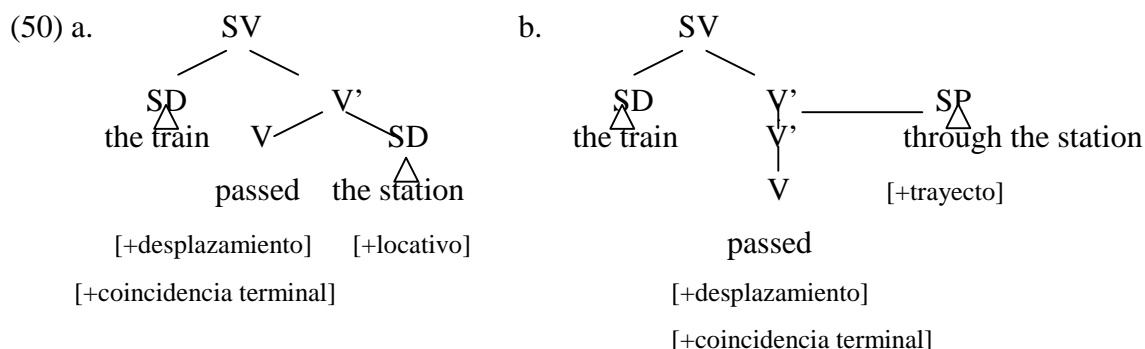 (50) a. SV b. SV
SD V’ SD V’ SP
the train V SD the train V’ through the station
passed the station V [+trayecto]
[+desplazamiento] [+locativo] passed
[+coincidencia terminal] [+desplazamiento]
[+coincidencia terminal]